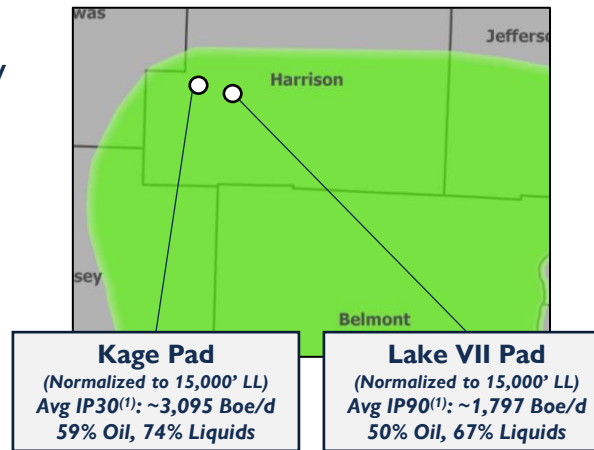 was
Jefferso
y
Harrison
sey
Belmont
Kage Pad
(Normalized to 15,000' LL)
Avg IP30(1): ~3,095 Boe/d
59% Oil, 74% Liquids
Lake VII Pad
(Normalized to 15,000' LL)
Avg IP90(1): ~1,797 Boe/d
50% Oil, 67% Liquids